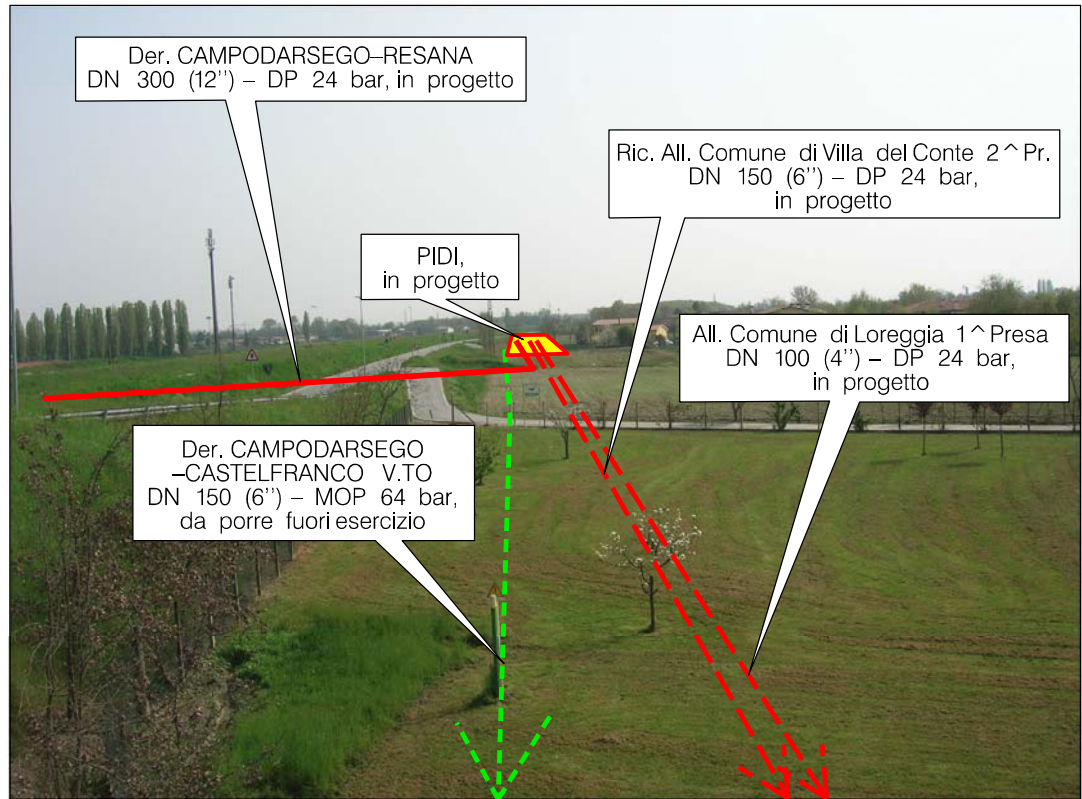 Der. CAMPODARSEGO–RESANA
DN 300 (12'') – DP 24 bar, in progetto
Ric. All. Comune di Villa del Conte 2^Pr.
DN 150 (6'') – DP 24 bar,
in progetto
PIDI,
in progetto
All. Comune di Loreggia 1^Presa
DN 100 (4'') – DP 24 bar,
in progetto
Der. CAMPODARSEGO
–CASTELFRANCO V.TO
DN 150 (6'') – MOP 64 bar,
da porre fuori esercizio